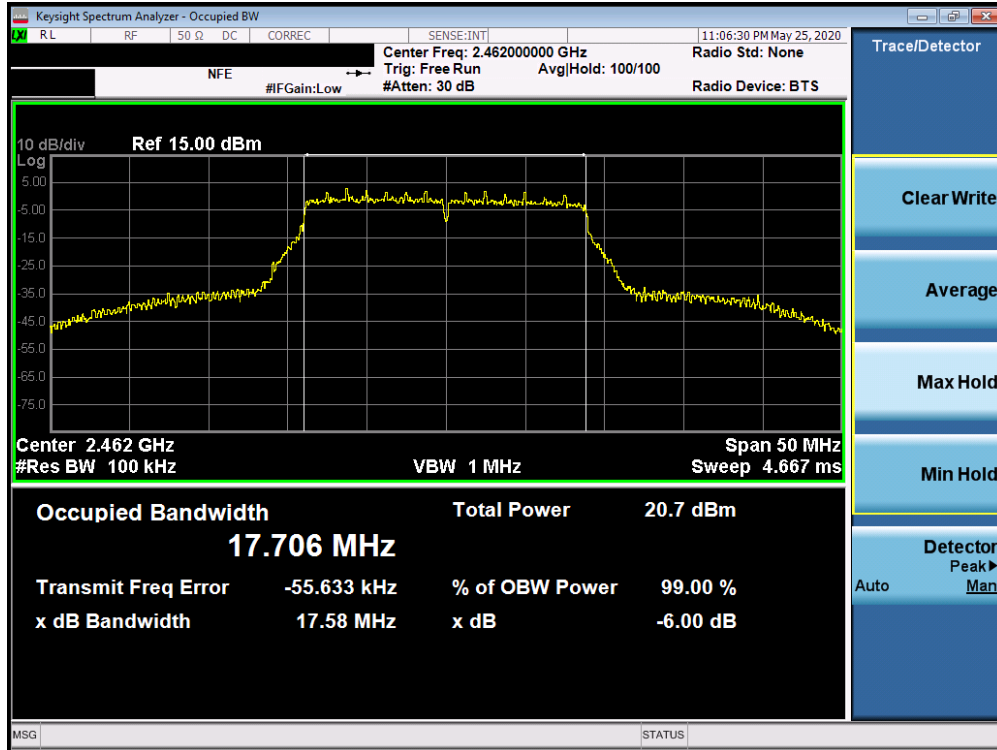 Keysight Spectrum Analyzer - Occupied BW
LXI RL RF 50 Ω DC CORREC SENSE:INT 11:06:30 PM May 25, 2020
Center Freq: 2.462000000 GHz Radio Std: None
NFE Trig: Free Run Avg|Hold: 100/100
#IFGain:Low #Atten: 30 dB Radio Device: BTS
10 dB/div Ref 15.00 dBm
Log
5.00
-5.00
-15.0
-25.0
-35.0
-45.0
-55.0
-65.0
-75.0
Center 2.462 GHz Span 50 MHz
#Res BW 100 kHz VBW 1 MHz Sweep 4.667 ms
Occupied Bandwidth Total Power 20.7 dBm
17.706 MHz
Transmit Freq Error -55.633 kHz % of OBW Power 99.00 %
x dB Bandwidth 17.58 MHz x dB -6.00 dB
Trace/Detector
Clear Write
Average
Max Hold
Min Hold
Detector
Peak
Auto Man
MSG STATUS